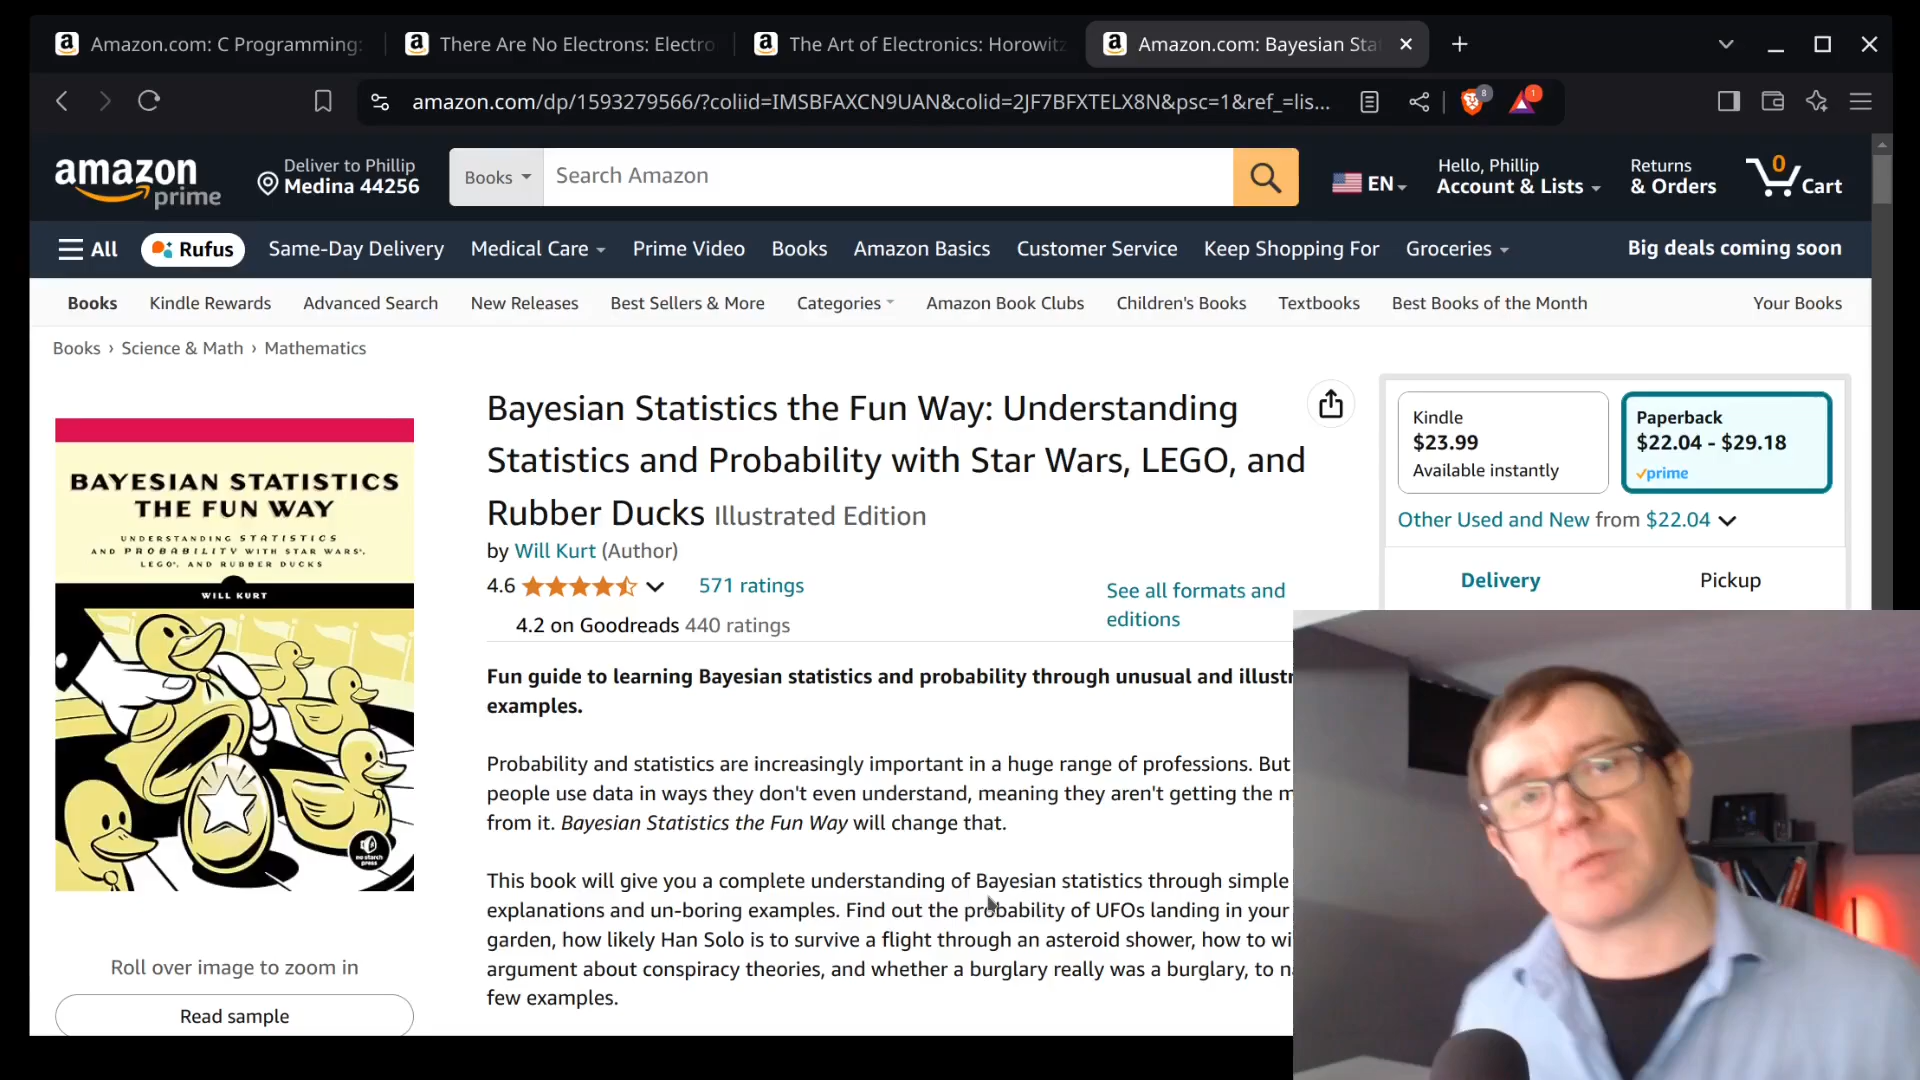 Amazon.com: C Programming:
There Are No Electrons: Electro
The Art of Electronics: Horowitz
Amazon.com: Bayesian Sta
amazon.com/dp/1593279566/?coliid=IMSBFAXCN9UAN&colid=2JF7BFXTELX8N&psc=1&ref_=lis...
8
1
amazon prime
Deliver to Phillip
Medina 44256
Books
Search Amazon
EN
Hello, Phillip
Account & Lists
Returns
& Orders
0
Cart
All
Rufus
Same-Day Delivery
Medical Care
Prime Video
Books
Amazon Basics
Customer Service
Keep Shopping For
Groceries
Big deals coming soon
Books
Kindle Rewards
Advanced Search
New Releases
Best Sellers & More
Categories
Amazon Book Clubs
Children's Books
Textbooks
Best Books of the Month
Your Books
Books › Science & Math › Mathematics
BAYESIAN STATISTICS
THE FUN WAY
UNDERSTANDING STATISTICS
AND PROBABILITY WITH STAR WARS®,
LEGO®, AND RUBBER DUCKS
WILL KURT
no starch
press
Roll over image to zoom in
Read sample
Bayesian Statistics the Fun Way: Understanding
Statistics and Probability with Star Wars, LEGO, and
Rubber Ducks Illustrated Edition
by Will Kurt (Author)
4.6
571 ratings
4.2 on Goodreads 440 ratings
See all formats and
editions
Fun guide to learning Bayesian statistics and probability through unusual and illustr
examples.
Probability and statistics are increasingly important in a huge range of professions. But
people use data in ways they don't even understand, meaning they aren't getting the m
from it. Bayesian Statistics the Fun Way will change that.
This book will give you a complete understanding of Bayesian statistics through simple
explanations and un-boring examples. Find out the probability of UFOs landing in your
garden, how likely Han Solo is to survive a flight through an asteroid shower, how to wi
argument about conspiracy theories, and whether a burglary really was a burglary, to n
few examples.
Kindle
$23.99
Available instantly
Paperback
$22.04 - $29.18
prime
Other Used and New from $22.04
Delivery
Pickup